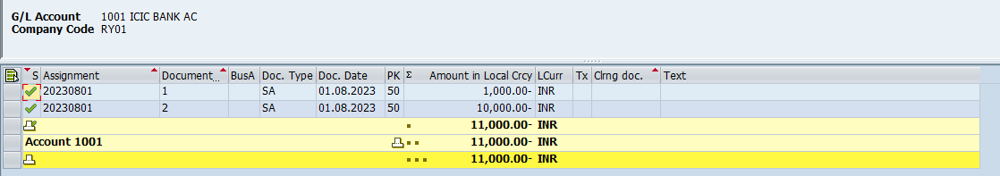 G/L Account 1001 ICIC BANK AC
Company Code RY01
S Assignment Document... BusA Doc. Type Doc. Date PK Σ Amount in Local Crcy LCurr Tx Clrng doc. Text
20230801 1 SA 01.08.2023 50 1,000.00- INR
20230801 2 SA 01.08.2023 50 10,000.00- INR
11,000.00- INR
Account 1001 11,000.00- INR
11,000.00- INR